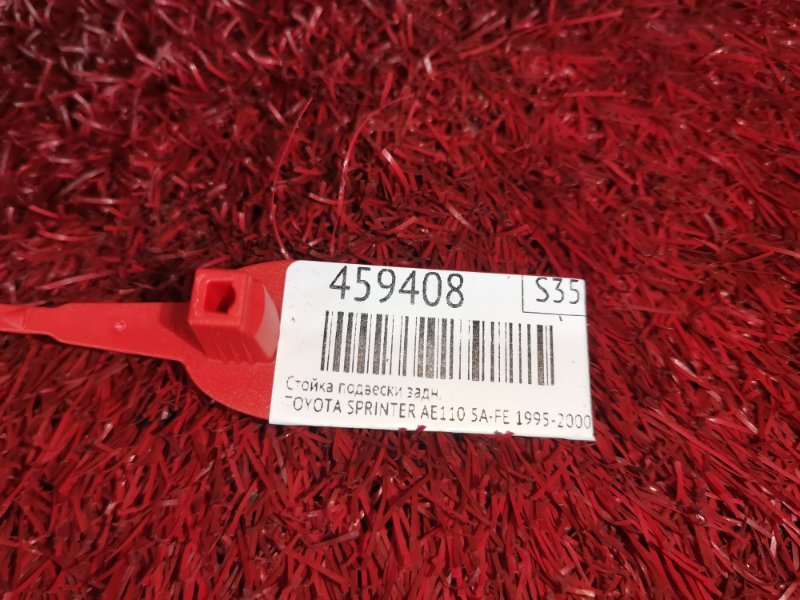 459408
S35
Стойка подвески задн.
TOYOTA SPRINTER AE110 5A-FE 1995-2000